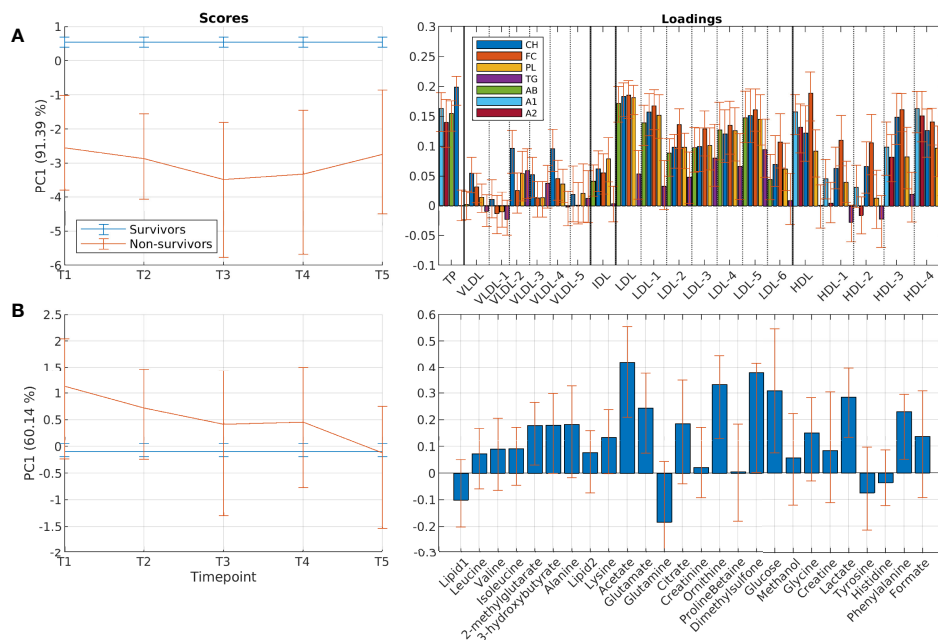 Scores
Loadings
A
PC1 (91.39 %)
1
0
-1
-2
-3
-4
-5
-6
Survivors
Non-survivors
T1
T2
T3
T4
T5
0.3
0.25
0.2
0.15
0.1
0.05
0
-0.05
-0.1
CH
FC
PL
TG
AB
A1
A2
TP
VLDL
VLDL-1
VLDL-2
VLDL-3
VLDL-4
VLDL-5
IDL
LDL
LDL-1
LDL-2
LDL-3
LDL-4
LDL-5
LDL-6
HDL
HDL-1
HDL-2
HDL-3
HDL-4
B
PC1 (60.14 %)
2.5
2
1.5
1
0.5
0
-0.5
-1
-1.5
2
T1
T2
T3
T4
T5
Timepoint
0.6
0.5
0.4
0.3
0.2
0.1
0
-0.1
-0.2
-0.3
Lipid1
Leucine
Valine
Isoleucine
2-methylglutarate
3-hydroxybutyrate
Alanine
Lipid2
Lysine
Acetate
Glutamate
Glutamine
Citrate
Creatinine
Ornithine
ProlineBetaine
Dimethylsulfone
Glucose
Methanol
Glycine
Creatine
Lactate
Tyrosine
Histidine
Phenylalanine
Formate